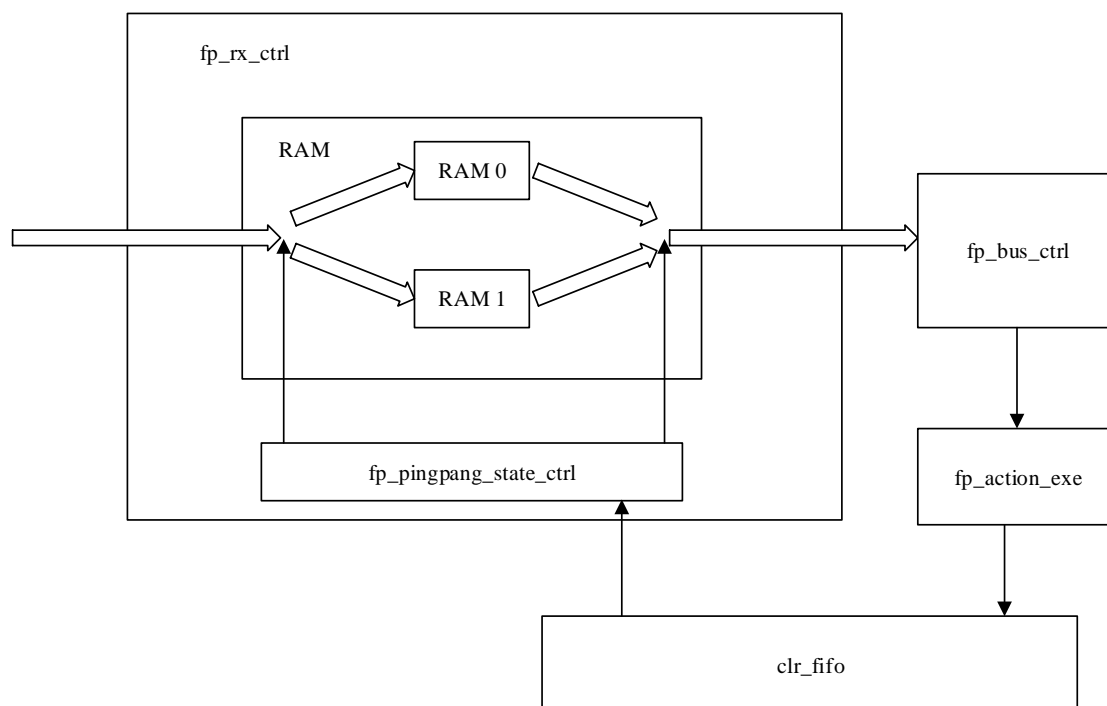 fp_rx_ctrl
RAM
RAM 0
RAM 1
fp_bus_ctrl
fp_pingpang_state_ctrl
fp_action_exe
clr_fifo